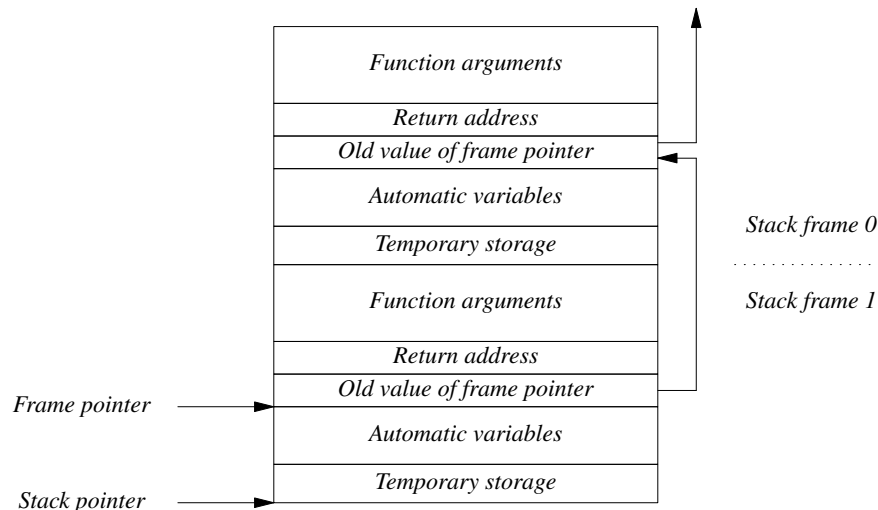 Function arguments
Return address
Old value of frame pointer
Automatic variables
Stack frame 0
Temporary storage
Function arguments
Stack frame 1
Return address
Old value of frame pointer
Frame pointer
Automatic variables
Temporary storage
Stack pointer